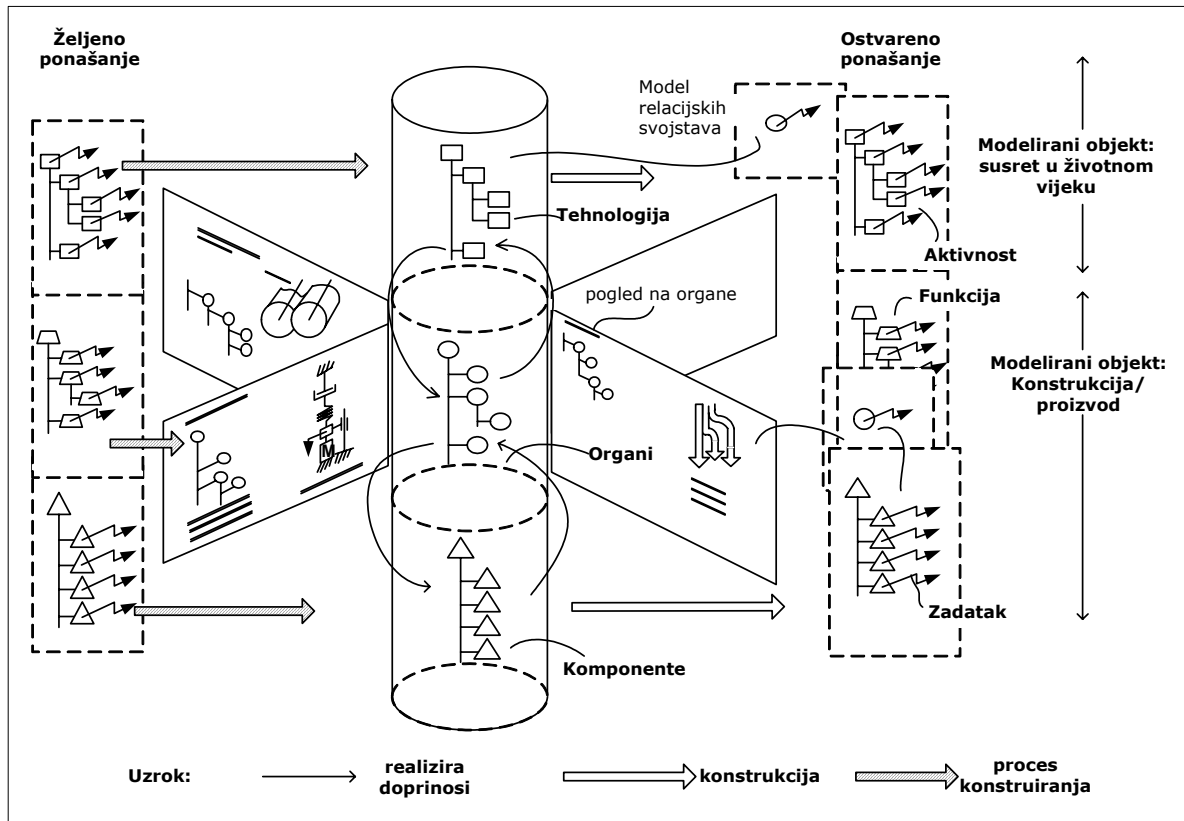 Željeno
ponašanje
Ostvareno
ponašanje
Model
relacijskih
svojstava
Modelirani objekt:
susret u životnom
vijeku
Tehnologija
Aktivnost
pogled na organe
Funkcija
Modelirani objekt:
Konstrukcija/
proizvod
M
Organi
Zadatak
Komponente
Uzrok:
realizira
doprinosi
konstrukcija
proces
konstruiranja